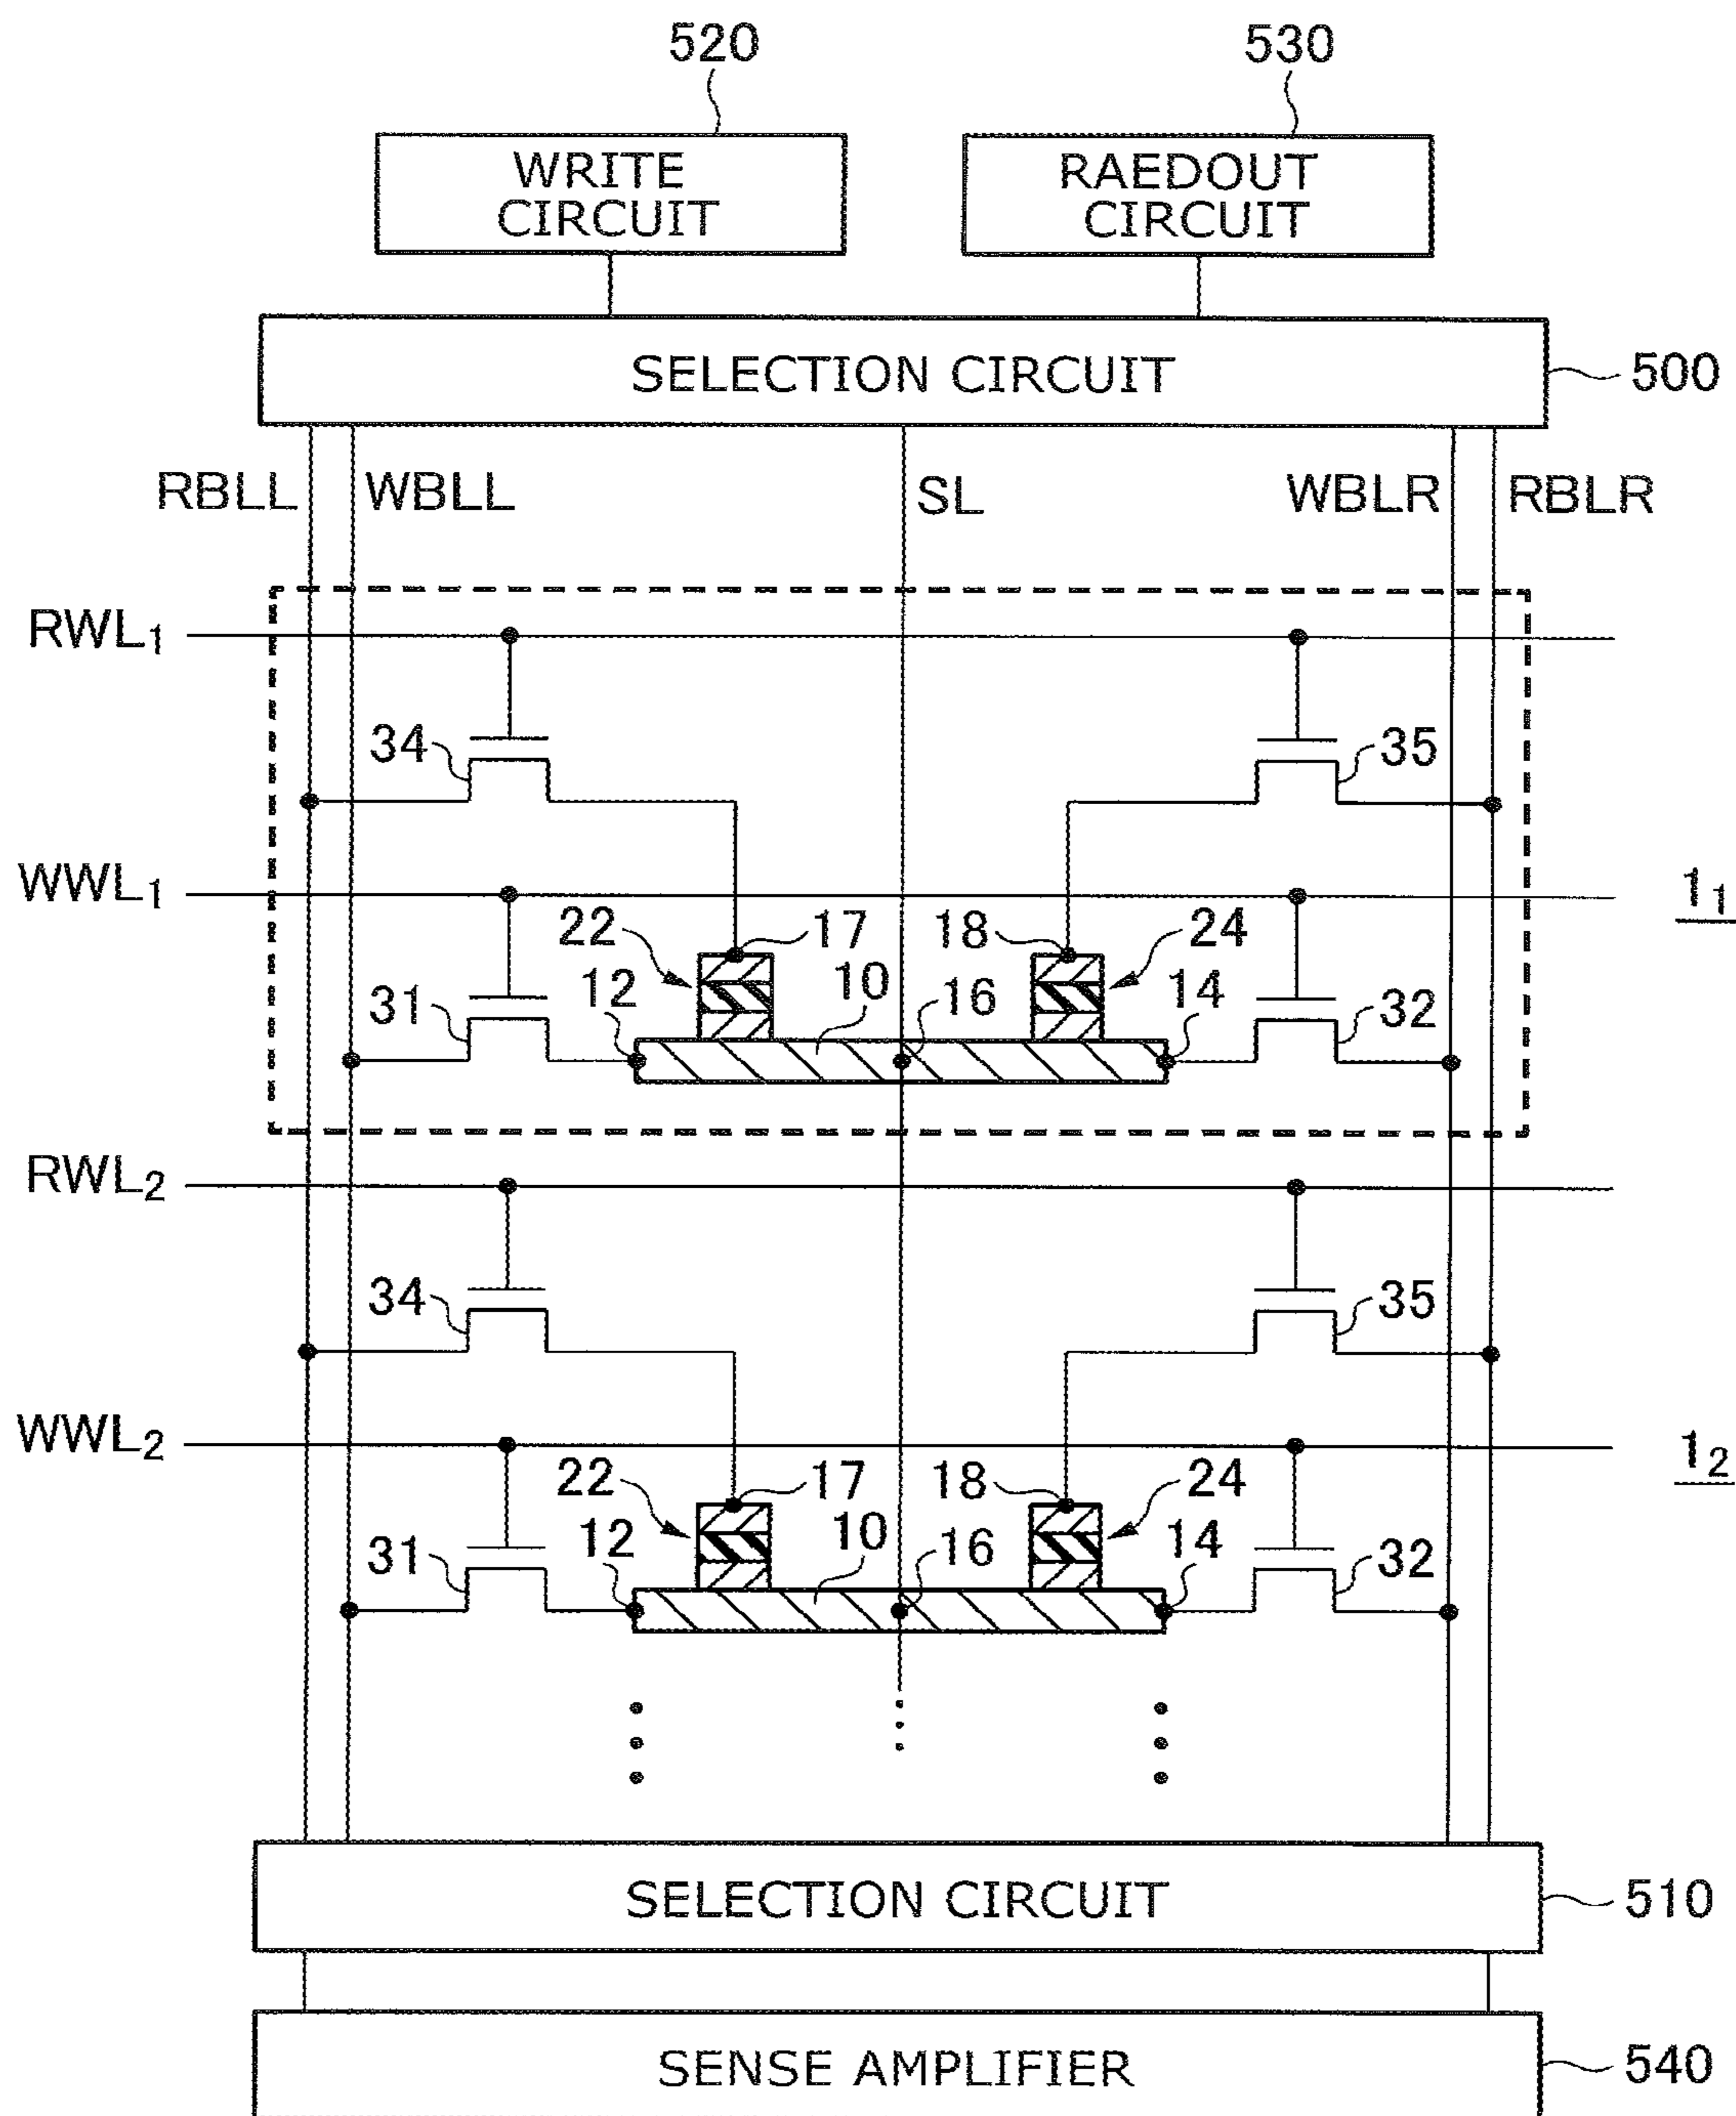 520
530
WRITE
CIRCUIT
RAEDOUT
CIRCUIT
SELECTION CIRCUIT
500
RBLL
WBLL
SL
WBLR
RBLR
RWL1
34
35
WWL1
11
22
17
18
24
31
12
10
16
14
32
RWL2
34
35
WWL2
12
22
17
18
24
31
12
10
16
14
32
SELECTION CIRCUIT
510
SENSE AMPLIFIER
540